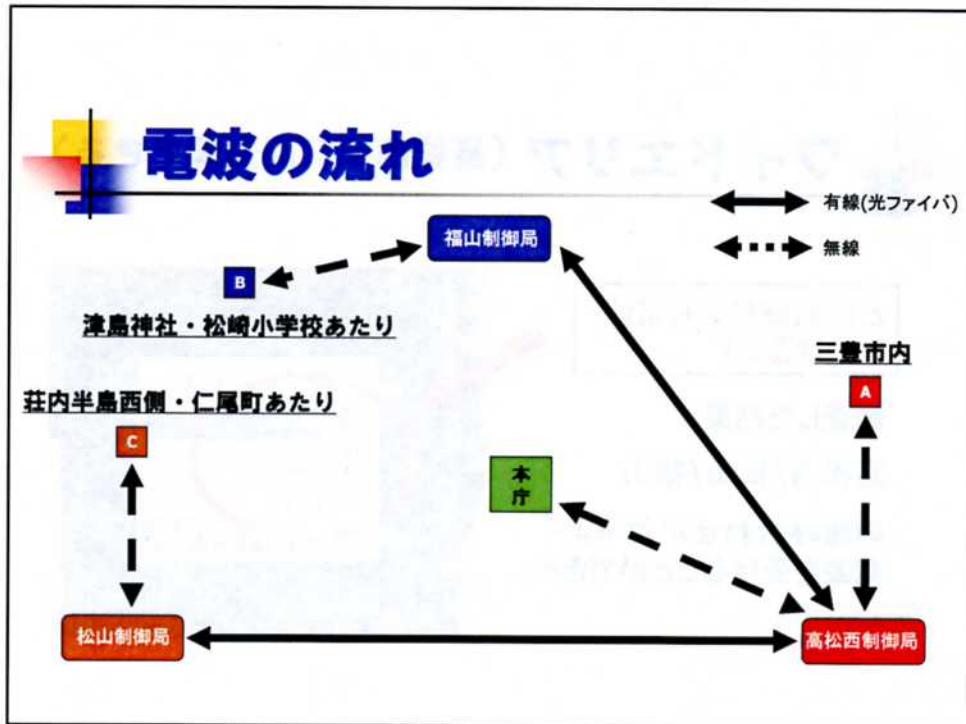 電波の流れ
有線(光ファイバ)
無線
福山制御局
B
津島神社・松崎小学校あたり
三豊市内
A
荘内半島西側・仁尾町あたり
C
本
庁
松山制御局
高松西制御局